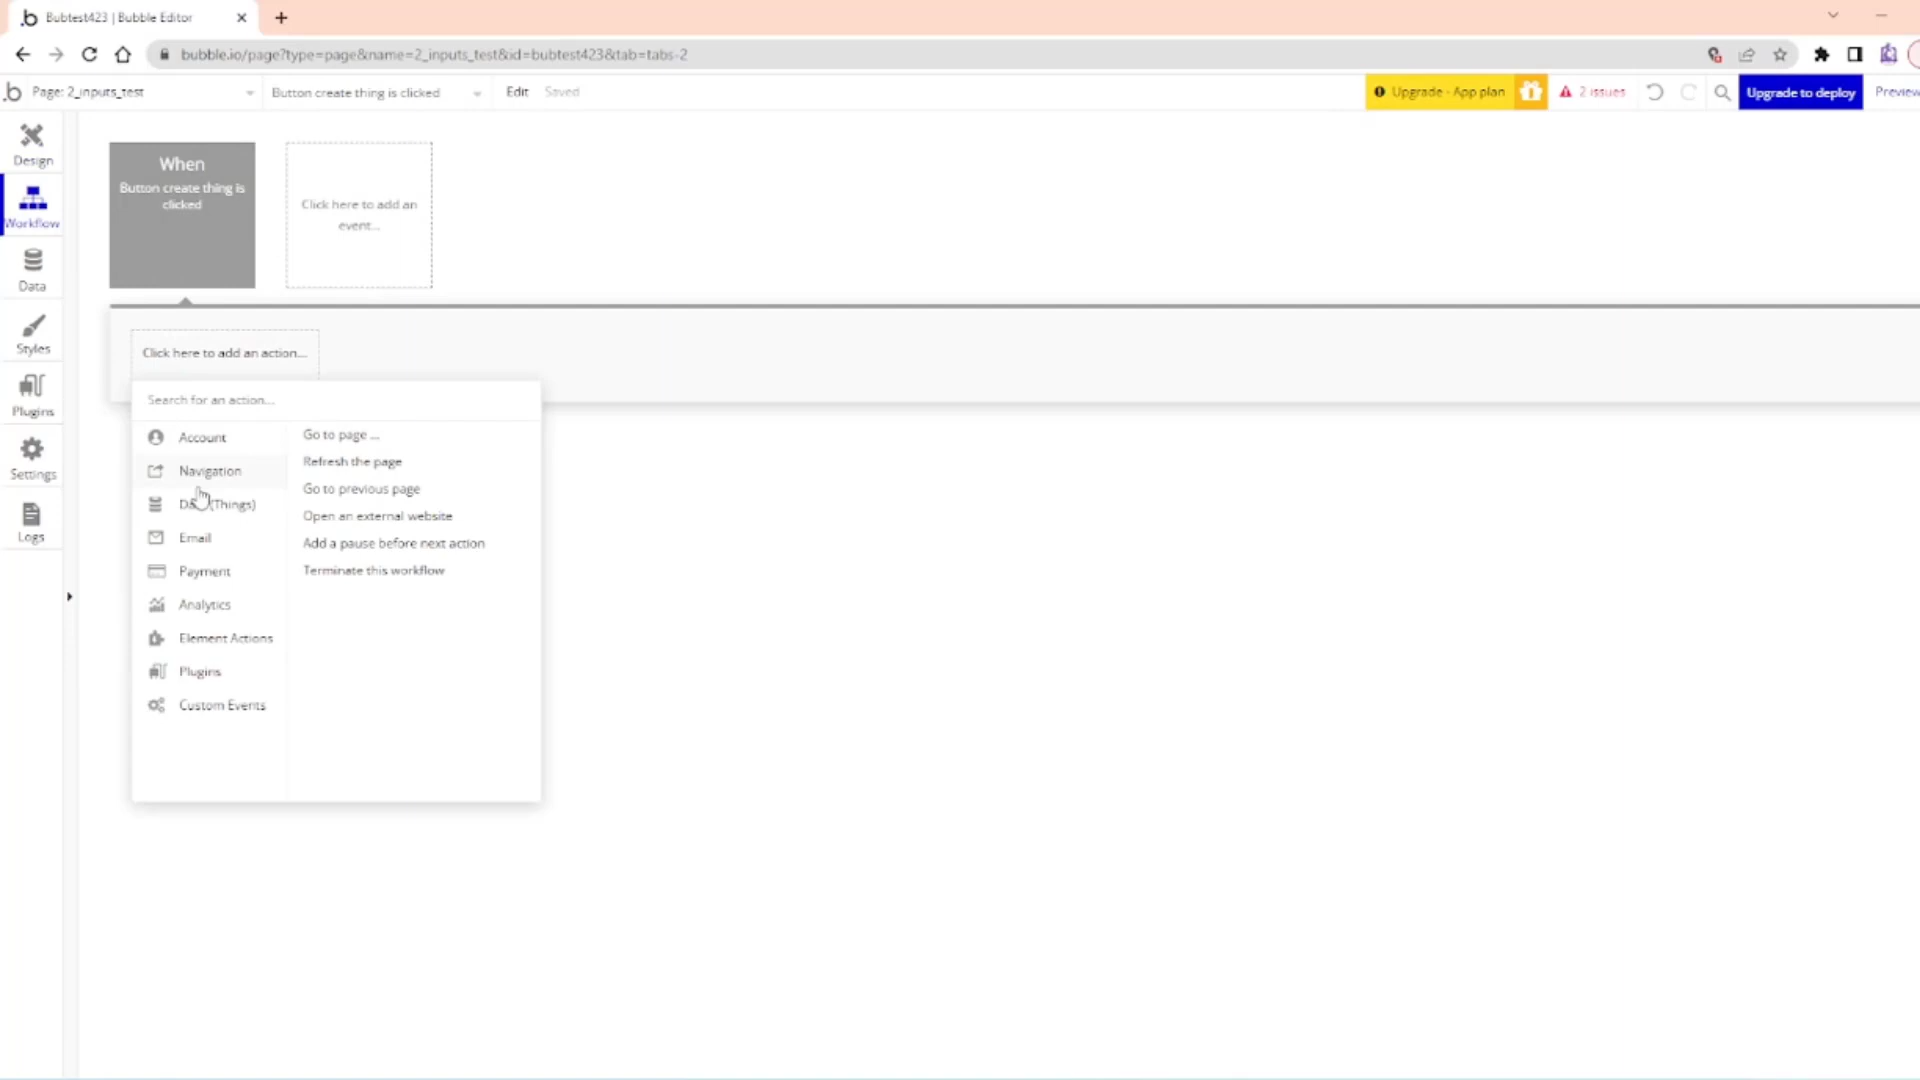 Bubtest423 | Bubble Editor
bubble.io/page?type=page&name=2_inputs_test&id=bubtest423&tab=tabs-2
Page: 2_inputs_test
Button create thing is clicked
Edit
Saved
Upgrade - App plan
2 issues
Upgrade to deploy
Preview
Design
Workflow
Data
Styles
Plugins
Settings
Logs
When
Button create thing is
clicked
Click here to add an
event...
Click here to add an action...
Search for an action...
Account
Navigation
(Things)
Email
Payment
Analytics
Element Actions
Plugins
Custom Events
Go to page ...
Refresh the page
Go to previous page
Open an external website
Add a pause before next action
Terminate this workflow